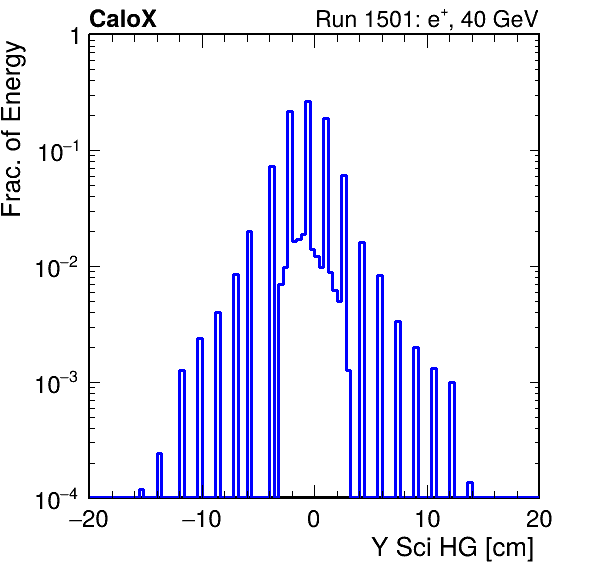 CaloX Run 1501: e⁺, 40 GeV
Frac. of Energy
1
10⁻¹
10⁻²
10⁻³
10⁻⁴
−20 −10 0 10 20
Y Sci HG [cm]